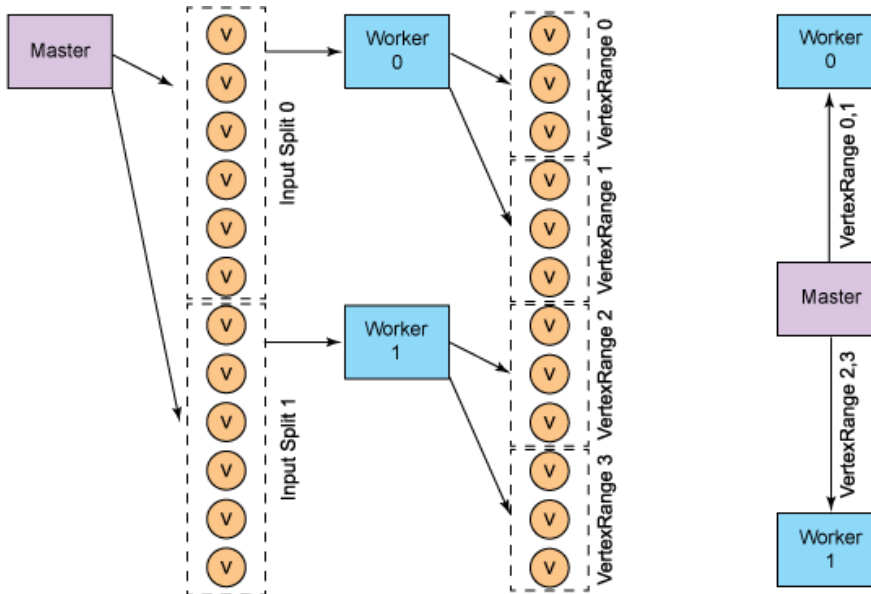 Master
V
V
V
V
V
V
V
V
V
V
V
V
Input Split 0
Input Split 1
Worker
0
Worker
1
V
V
V
V
V
V
V
V
V
V
V
V
VertexRange 0
VertexRange 1
VertexRange 2
VertexRange 3
Worker
0
VertexRange 0,1
Master
VertexRange 2,3
Worker
1